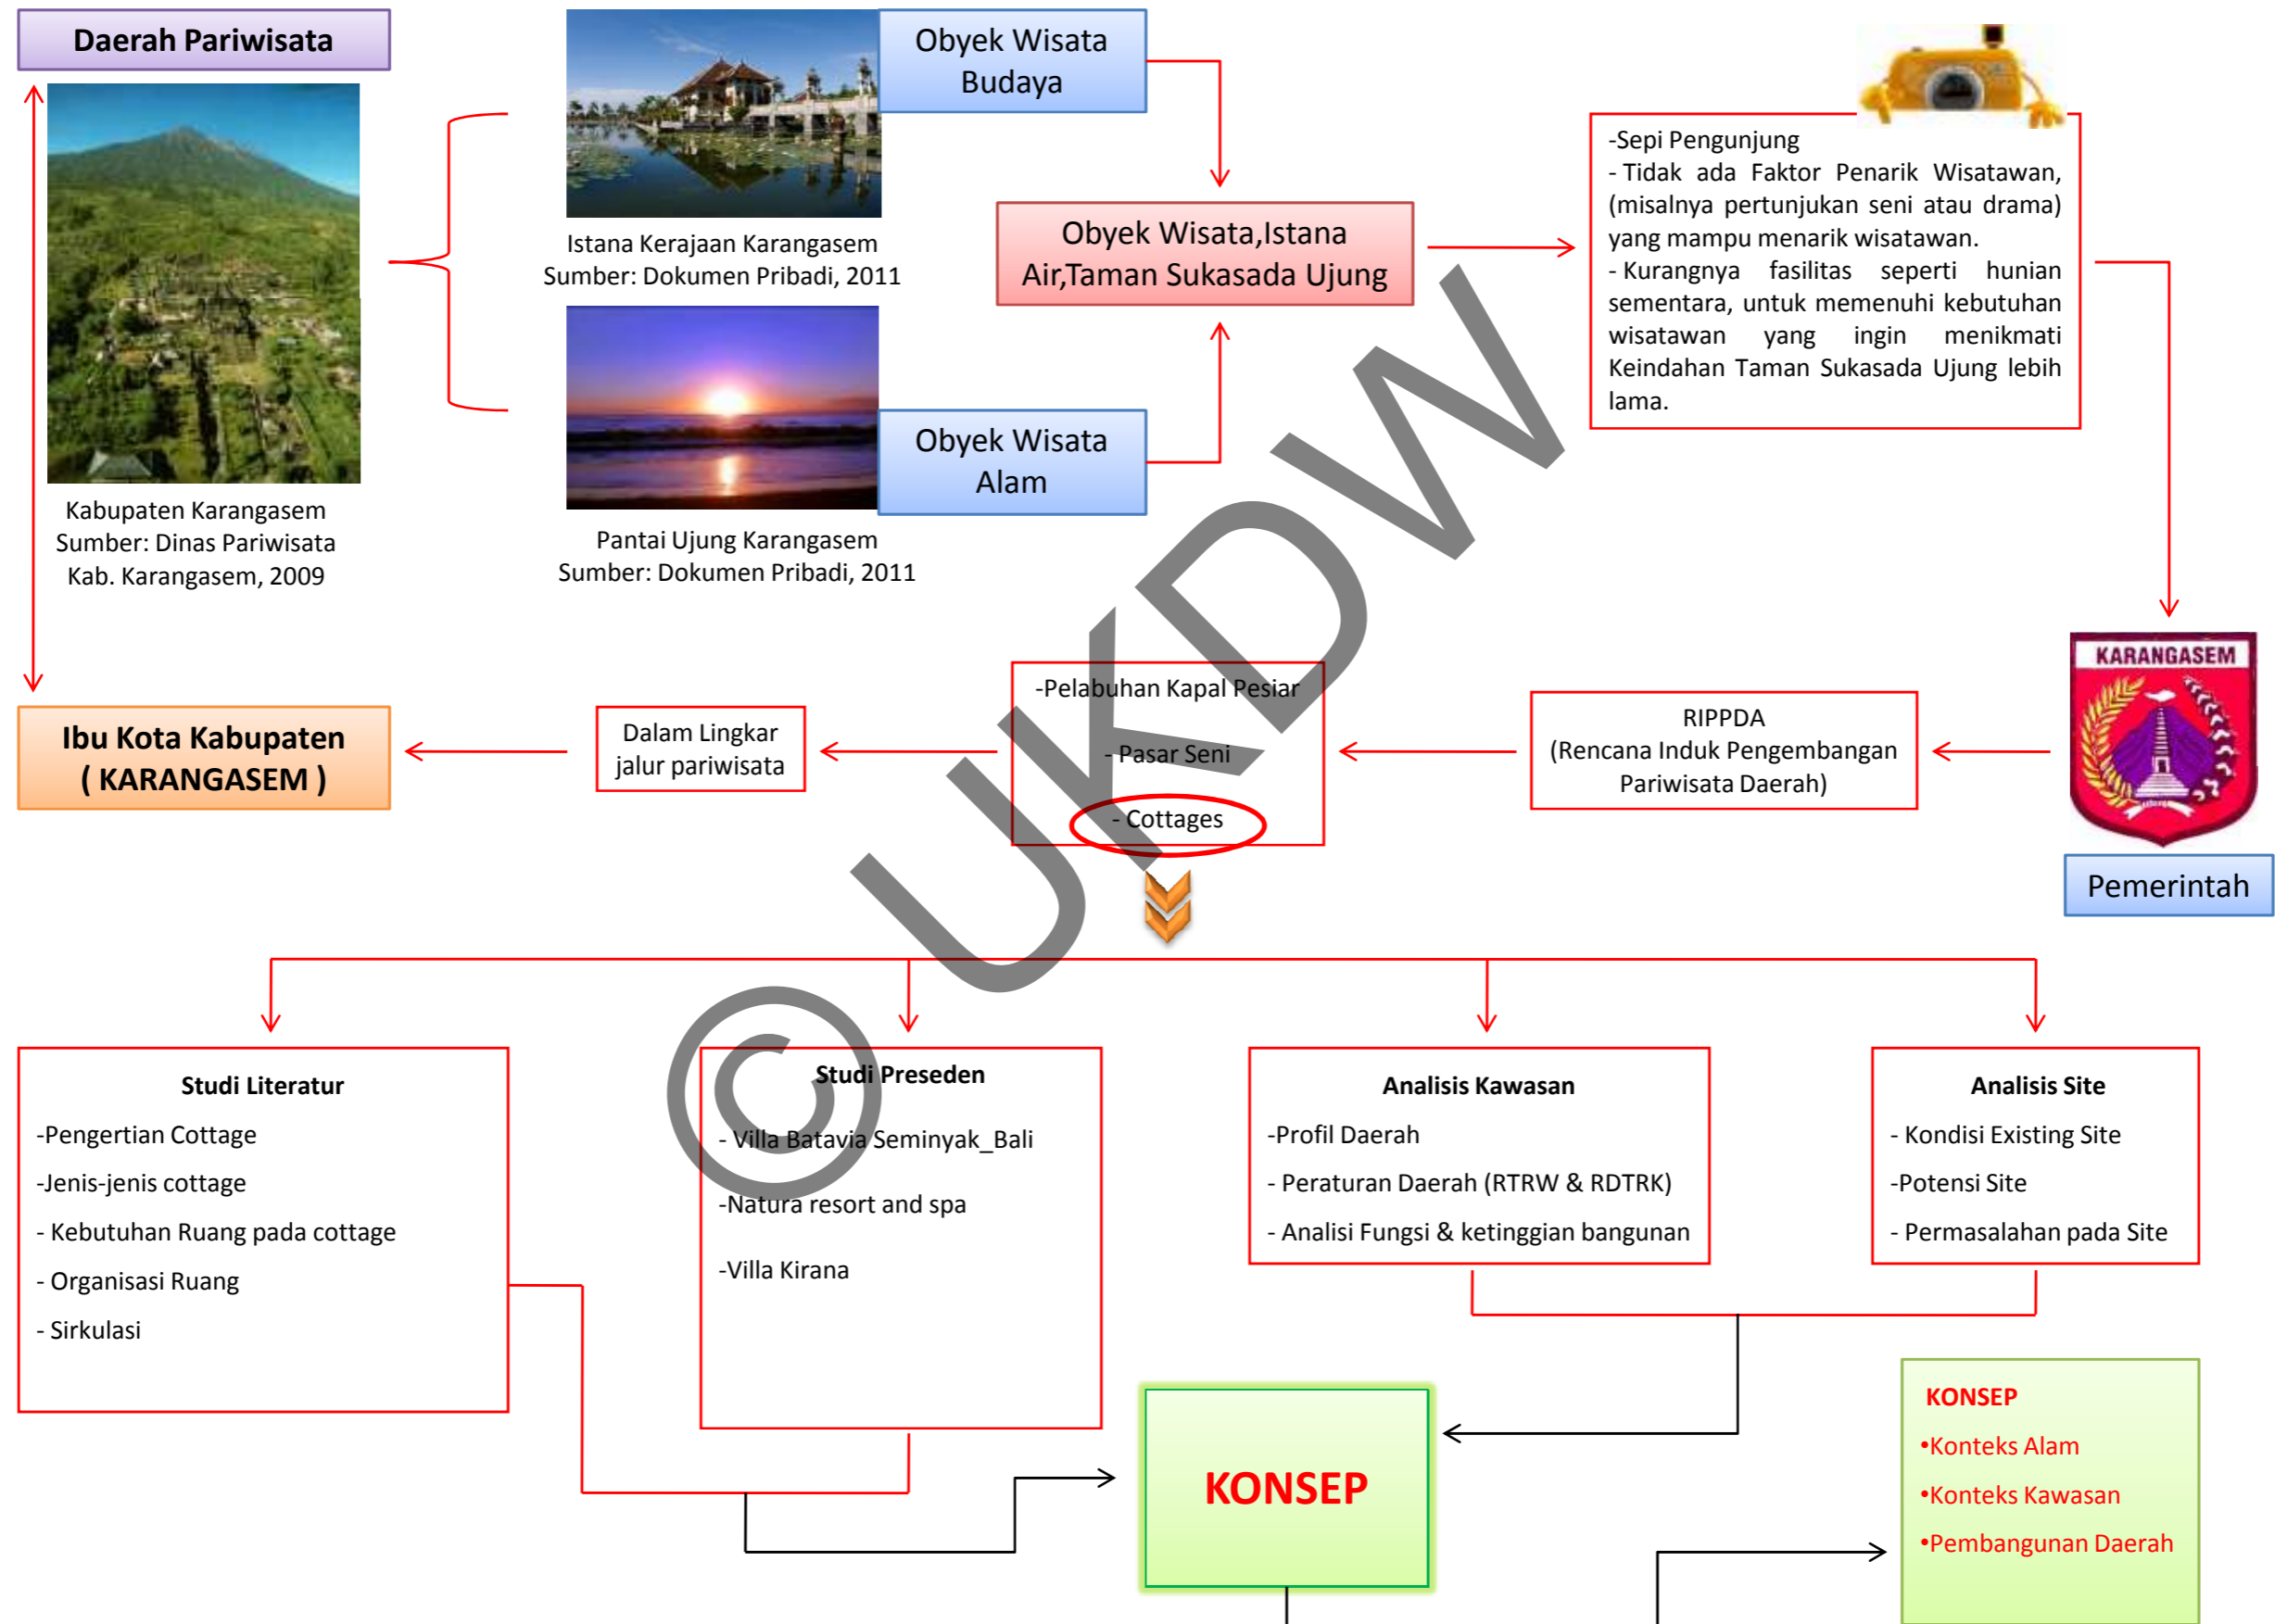 Daerah Pariwisata
Kabupaten Karangasem
Sumber: Dinas Pariwisata
Kab. Karangasem, 2009
Obyek Wisata
Budaya
Istana Kerajaan Karangasem
Sumber: Dokumen Pribadi, 2011
Obyek Wisata
Alam
Pantai Ujung Karangasem
Sumber: Dokumen Pribadi, 2011
Obyek Wisata,Istana
Air,Taman Sukasada Ujung
-Sepi Pengunjung
- Tidak ada Faktor Penarik Wisatawan,
(misalnya pertunjukan seni atau drama)
yang mampu menarik wisatawan.
- Kurangnya fasilitas seperti hunian
sementara, untuk memenuhi kebutuhan
wisatawan yang ingin menikmati
Keindahan Taman Sukasada Ujung lebih
lama.
KARANGASEM
Pemerintah
RIPPDA
(Rencana Induk Pengembangan
Pariwisata Daerah)
-Pelabuhan Kapal Pesiar
- Pasar Seni
- Cottages
Dalam Lingkar
jalur pariwisata
Ibu Kota Kabupaten
( KARANGASEM )
Studi Literatur
-Pengertian Cottage
-Jenis-jenis cottage
- Kebutuhan Ruang pada cottage
- Organisasi Ruang
- Sirkulasi
Studi Preseden
- Villa Batavia Seminyak_Bali
-Natura resort and spa
-Villa Kirana
Analisis Kawasan
-Profil Daerah
- Peraturan Daerah (RTRW & RDTRK)
- Analisi Fungsi & ketinggian bangunan
Analisis Site
- Kondisi Existing Site
-Potensi Site
- Permasalahan pada Site
KONSEP
KONSEP
•Konteks Alam
•Konteks Kawasan
•Pembangunan Daerah
© UKDW